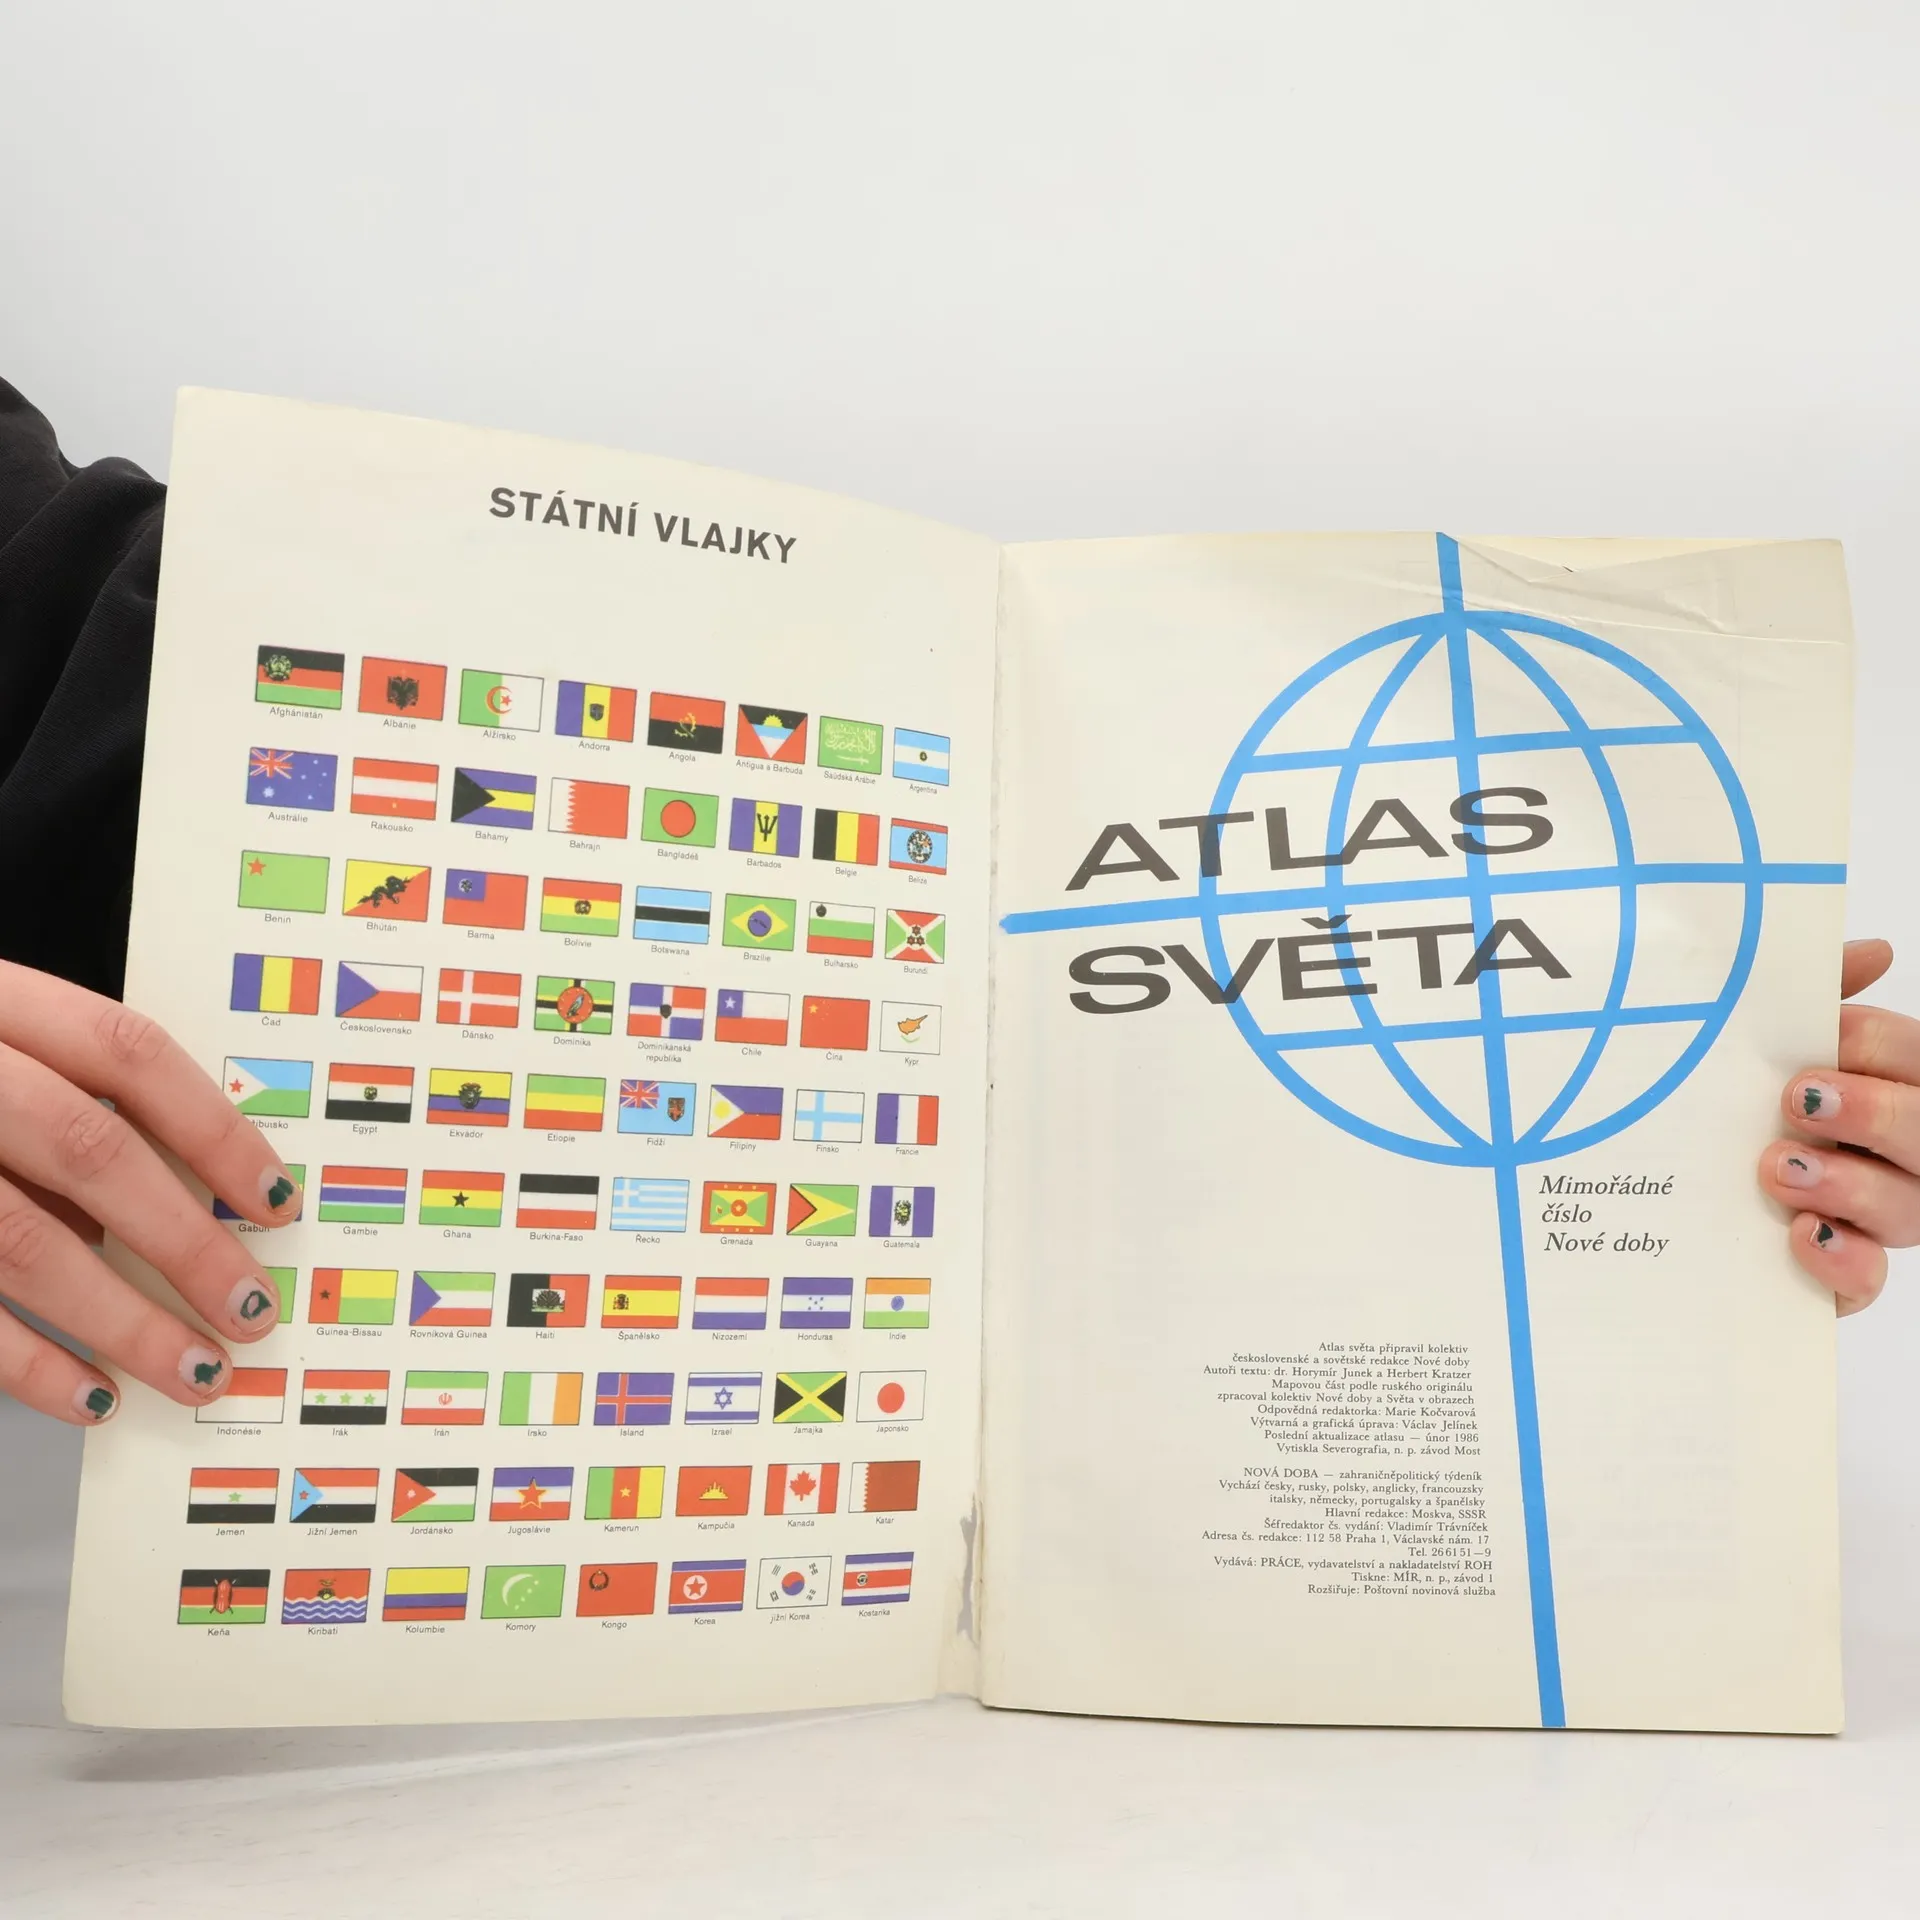 STÁTNÍ VLAJKY
Afghánistán Albánie Alžírsko Andorra Angola Antigua a Barbuda Saúdská Arábie Argentina
Austrálie Rakousko Bahamy Bahrajn Bangladéš Barbados Belgie Belize
Benin Bhútán Barma Bolívie Botswana Brazílie Bulharsko Burundi
Čad Československo Dánsko Dominika Dominikánská republika Chile Čína Kypr
Egypt Ekvádor Etiopie Fidži Filipíny Finsko Francie
Gabun Gambie Ghana Burkina-Faso Řecko Grenada Guayana Guatemala
Guinea-Bissau Rovníková Guinea Haiti Španělsko Nizozemí Honduras Indie
Indonésie Irák Írán Irsko Island Izrael Jamajka Japonsko
Jemen Jižní Jemen Jordánsko Jugoslávie Kamerun Kampučia Kanada Katar
Keňa Kiribati Kolumbie Komory Kongo Korea jižní Korea Kostarika
ATLAS
SVĚTA
Mimořádné
číslo
Nové doby
Atlas světa připravil kolektiv
československé a sovětské redakce Nové doby
Autoři textu: dr. Horymír Junek a Herbert Kratzer
Mapovou část podle ruského originálu
zpracoval kolektiv Nové doby a Světa v obrazech
Odpovědná redaktorka: Marie Kočvarová
Výtvarná a grafická úprava: Václav Jelínek
Poslední aktualizace atlasu — únor 1986
Vytiskla Severografia, n. p. závod Most
NOVÁ DOBA — zahraničněpolitický týdeník
Vychází česky, rusky, polsky, anglicky, francouzsky
italsky, německy, portugalsky a španělsky
Hlavní redakce: Moskva, SSSR
Šéfredaktor čs. vydání: Vladimír Trávníček
Adresa čs. redakce: 112 58 Praha 1, Václavské nám. 17
Tel. 26 61 51—9
Vydává: PRÁCE, vydavatelství a nakladatelství ROH
Tiskne: MÍR, n. p., závod 1
Rozšiřuje: Poštovní novinová služba